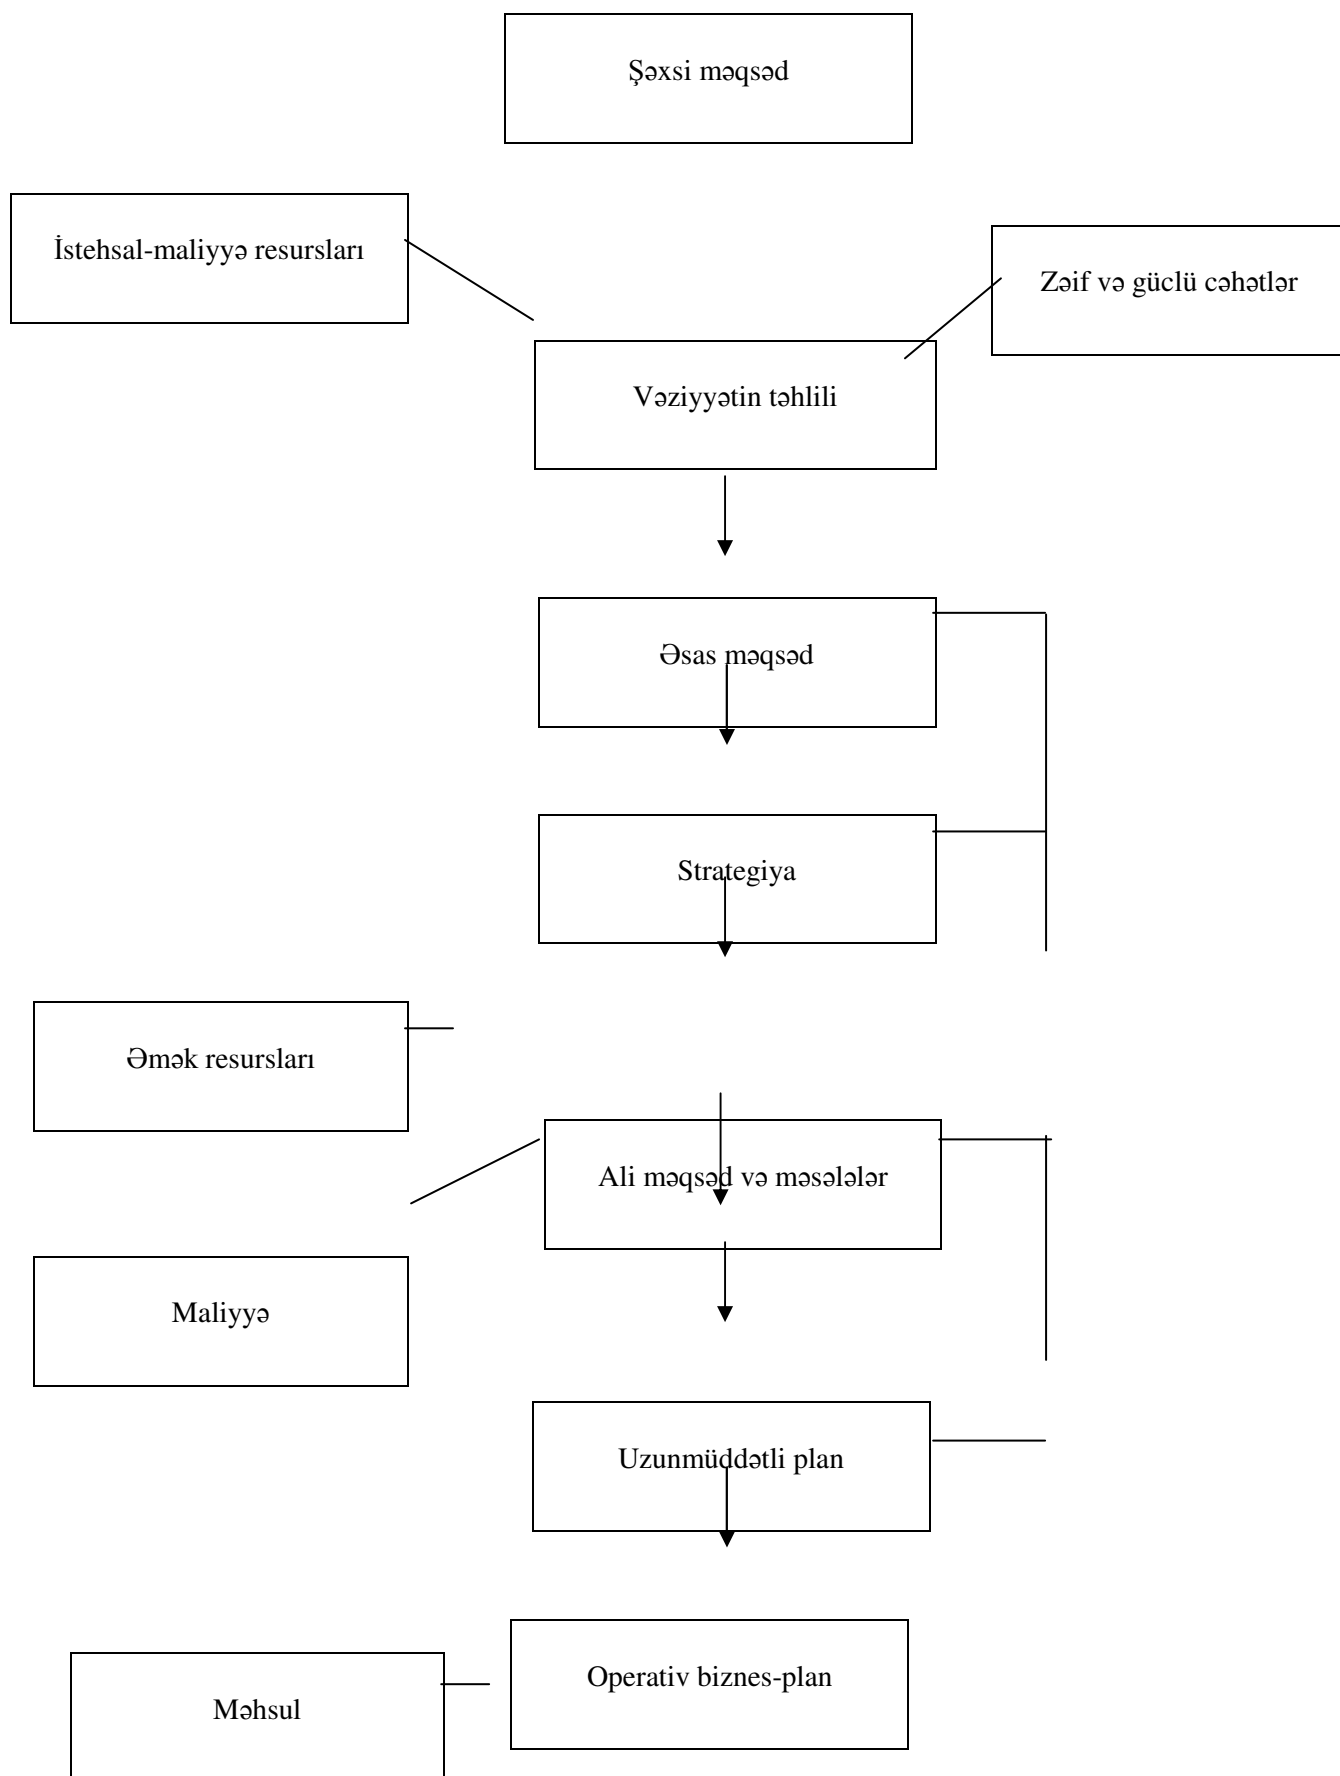 Şəxsi məqsəd
İstehsal-maliyyə resursları
Zəif və güclü cəhətlər
Vəziyyətin təhlili
Əsas məqsəd
Strategiya
Əmək resursları
Ali məqsəd və məsələlər
Maliyyə
Uzunmüddətli plan
Operativ biznes-plan
Məhsul